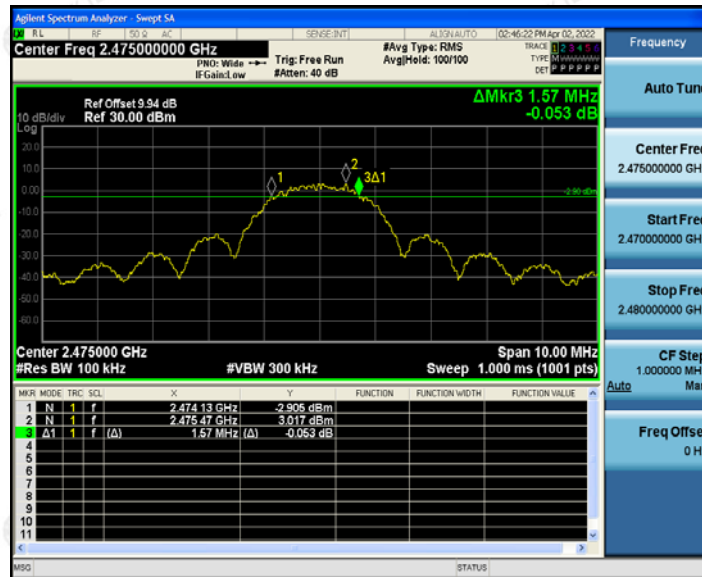 Agilent Spectrum Analyzer - Swept SA
RL RF 50 Ω AC SENSE:INT ALIGN AUTO 02:46:22 PM Apr 02, 2022
Center Freq 2.475000000 GHz
PNO: Wide
IFGain:Low
Trig: Free Run
#Atten: 40 dB
#Avg Type: RMS
Avg|Hold: 100/100
TRACE 1 2 3 4 5 6
TYPE M
DET P P P P P P
Frequency
Auto Tune
Center Freq
2.475000000 GH
Start Freq
2.470000000 GH
Stop Freq
2.480000000 GH
CF Step
1.000000 MH
Auto Man
Freq Offse
0 H
Ref Offset 9.94 dB
Ref 30.00 dBm
10 dB/div
Log
ΔMkr3 1.57 MHz
-0.053 dB
20.0
10.0
0.00
-10.0
-20.0
-30.0
-40.0
-50.0
-60.0
1
2
3Δ1
-2.90 dBm
Center 2.475000 GHz
Span 10.00 MHz
#Res BW 100 kHz #VBW 300 kHz Sweep 1.000 ms (1001 pts)
MKR MODE TRC SCL X Y FUNCTION FUNCTION WIDTH FUNCTION VALUE
1 N 1 f 2.474 13 GHz -2.905 dBm
2 N 1 f 2.475 47 GHz 3.017 dBm
3 Δ1 1 f (Δ) 1.57 MHz (Δ) -0.053 dB
4
5
6
7
8
9
10
11
MSG STATUS